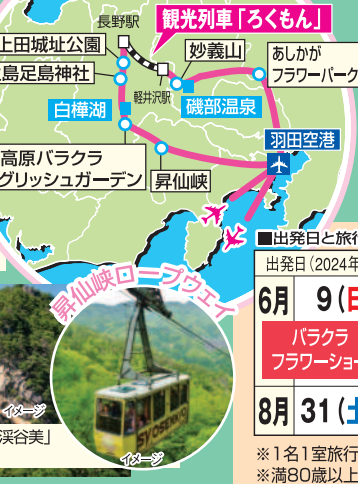 観光列車「ろくもん」
長野駅
上田城址公園
島足島神社
軽井沢駅
妙義山
あしかが
フラワーパーク
白樺湖
磯部温泉
羽田空港
高原バラクラ
グリッシュガーデン
昇仙峡
■出発日と旅行
出発日(2024年
6月 9(日
バラクラ
フラワーショー
8月 31(土
昇仙峡ロープウェイ
SYOSENKYO
イメージ
渓谷美」
イメージ
※1名1室旅行
※満80歳以上